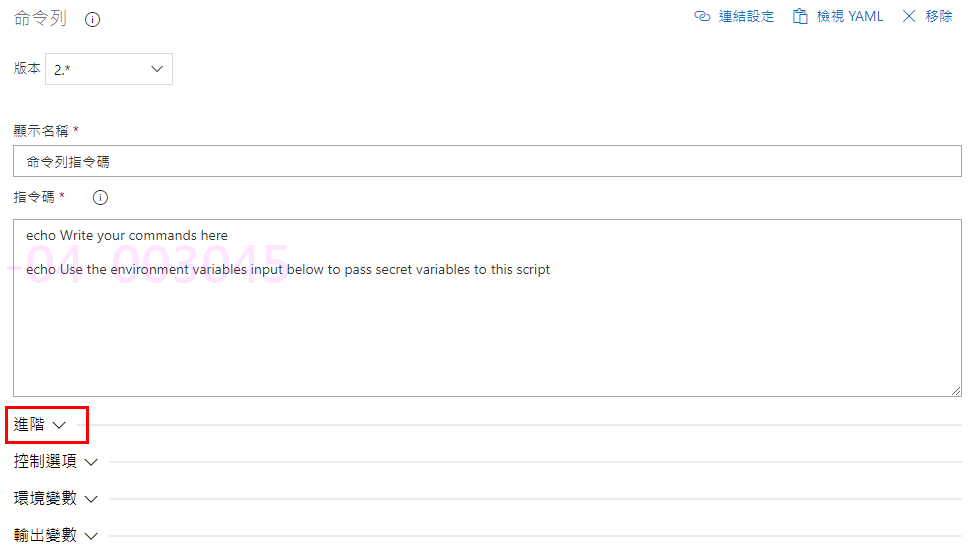 命令列
連結設定 檢視 YAML 移除
版本 2.*
顯示名稱 *
命令列指令碼
指令碼 *
echo Write your commands here
-04 003045
echo Use the environment variables input below to pass secret variables to this script
進階
控制選項
環境變數
輸出變數